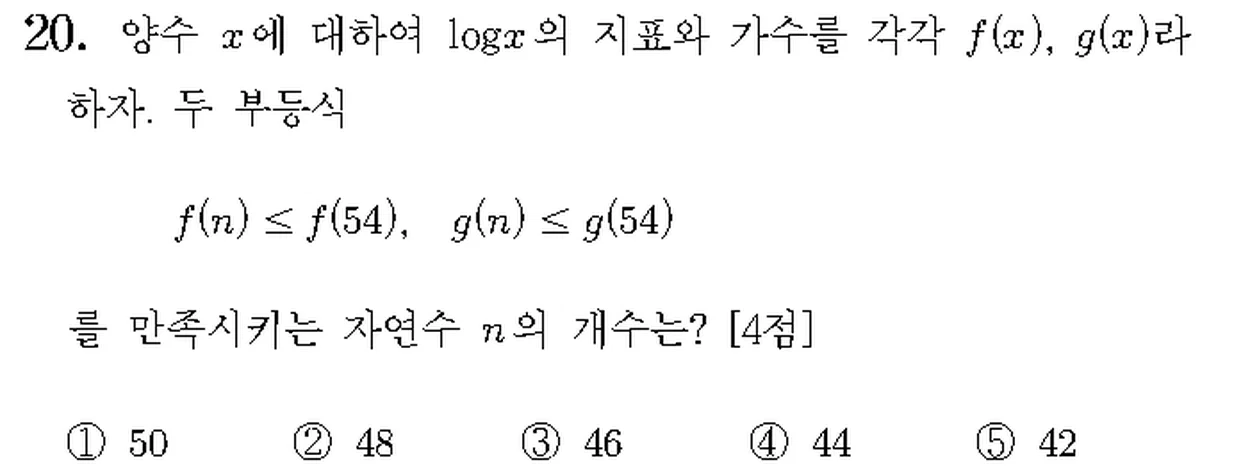 20. 양수 x에 대하여 logx의 지표와 가수를 각각 f(x), g(x)라
하자. 두 부등식
f(n) ≤ f(54), g(n) ≤ g(54)
를 만족시키는 자연수 n의 개수는? [4점]
① 50 ② 48 ③ 46 ④ 44 ⑤ 42